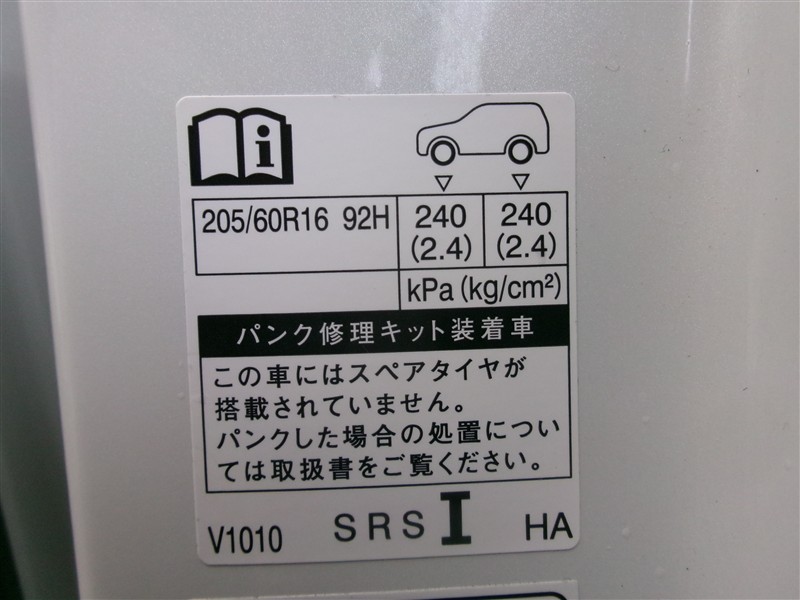 i
205/60R16 92H 240 (2.4) 240 (2.4)
kPa (kg/cm²)
パンク修理キット装着車
この車にはスペアタイヤが
搭載されていません。
パンクした場合の処置につい
ては取扱書をご覧ください。
V1010 SRS I HA